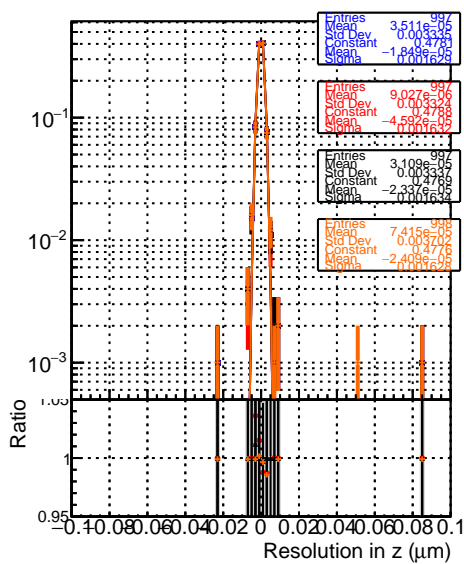 Entries 997
Mean 3.511e−05
Std Dev 0.003335
Constant 0.4781
Mean −1.849e−05
Sigma 0.001629
Entries 997
Mean 9.027e−06
Std Dev 0.003324
Constant 0.4788
Mean −4.592e−05
Sigma 0.001632
Entries 997
Mean 3.109e−05
Std Dev 0.003337
Constant 0.4769
Mean −2.337e−05
Sigma 0.001634
Entries 998
Mean 7.415e−05
Std Dev 0.003702
Constant 0.4776
Mean −2.409e−05
Sigma 0.001628
10−1
10−2
10−3
Ratio
1.05
1
0.95
−0.1 −0.08 −0.06 −0.04 −0.02 0 0.02 0.04 0.06 0.08 0.1
Resolution in z (μm)